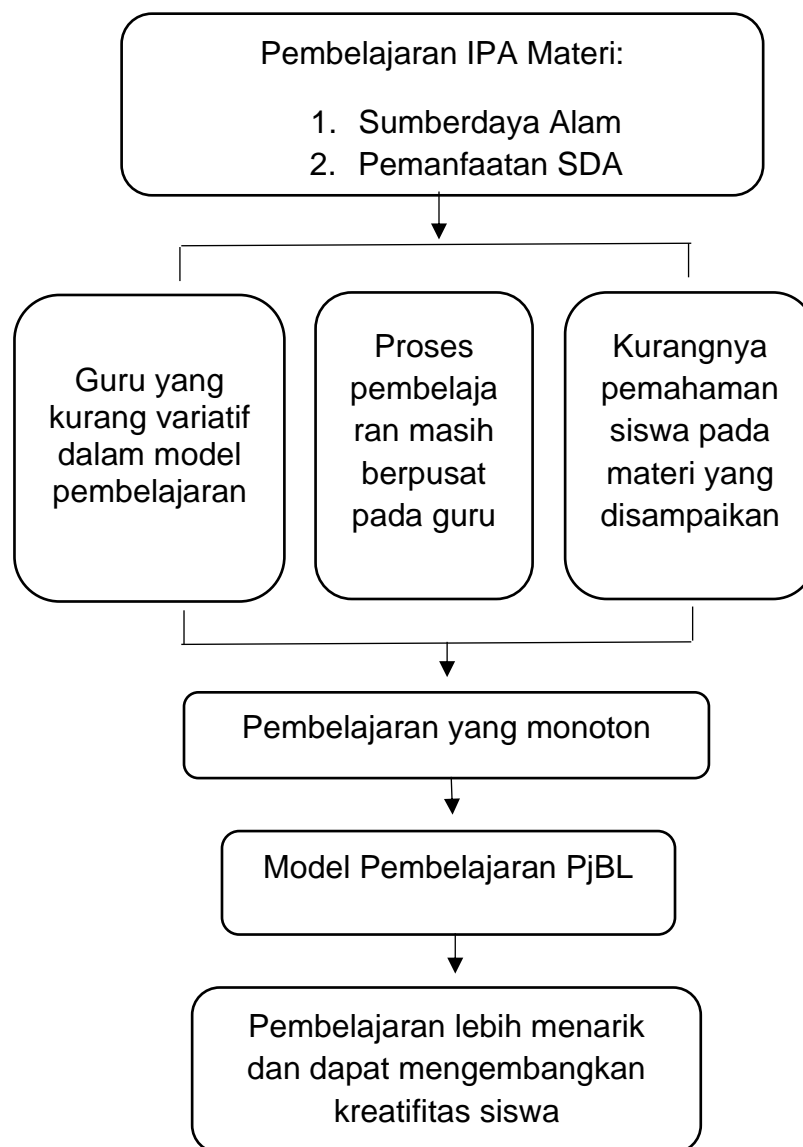 Pembelajaran IPA Materi:
1. Sumberdaya Alam
2. Pemanfaatan SDA
Guru yang
kurang variatif
dalam model
pembelajaran
Proses
pembelaja
ran masih
berpusat
pada guru
Kurangnya
pemahaman
siswa pada
materi yang
disampaikan
Pembelajaran yang monoton
Model Pembelajaran PjBL
Pembelajaran lebih menarik
dan dapat mengembangkan
kreatifitas siswa